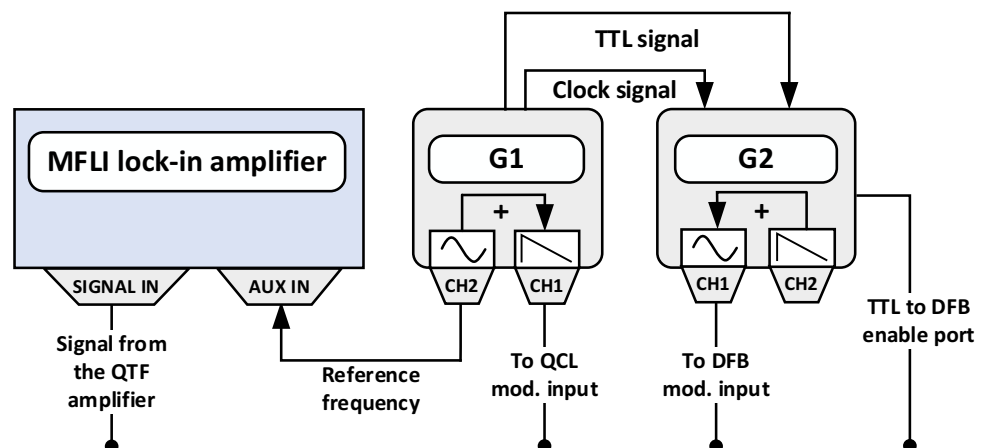 TTL signal
Clock signal
MFLI lock-in amplifier
G1
G2
+
+
SIGNAL IN
AUX IN
CH2
CH1
CH1
CH2
Signal from
the QTF
amplifier
Reference
frequency
To QCL
mod. input
To DFB
mod. input
TTL to DFB
enable port